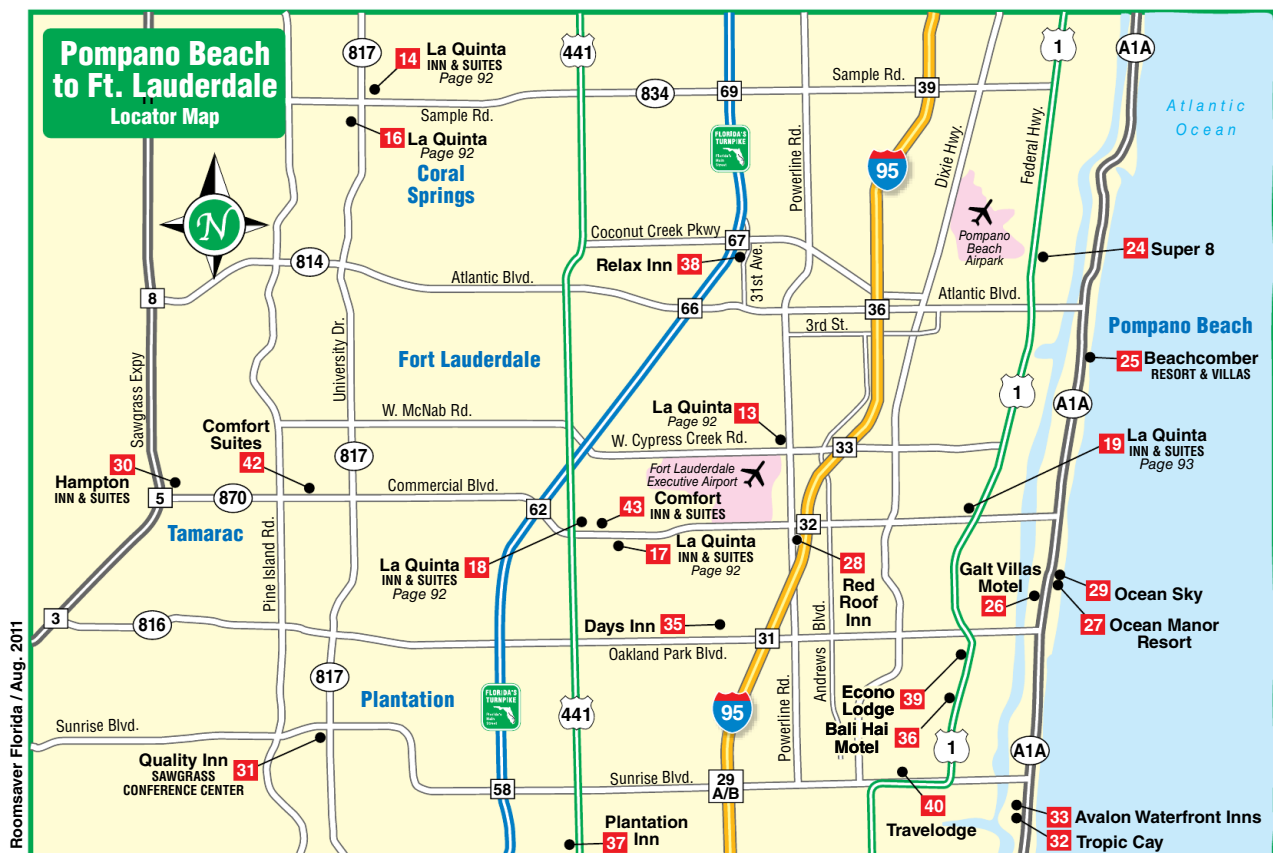 Pompano Beach
to Ft. Lauderdale
Locator Map
817
14
La Quinta
INN & SUITES
Page 92
441
1
A1A
Sample Rd.
834
69
39
Sample Rd.
Atlantic
Ocean
16
La Quinta
Page 92
Coral
Springs
FLORIDA'S
TURNPIKE
95
Powerline Rd.
Dixie Hwy.
Federal Hwy.
N
Coconut Creek Pkwy
67
Pompano
Beach
Airpark
24
Super 8
814
Relax Inn
38
31st Ave.
Atlantic Blvd.
8
66
36
Atlantic Blvd.
3rd St.
Pompano Beach
University Dr.
Sawgrass Expy
Fort Lauderdale
25
Beachcomber
RESORT & VILLAS
1
A1A
W. McNab Rd.
La Quinta
13
Page 92
W. Cypress Creek Rd.
33
Comfort
Suites
42
817
19
La Quinta
INN & SUITES
Page 93
30
Hampton
INN & SUITES
Fort Lauderdale
Executive Airport
5
870
Commercial Blvd.
62
43
Comfort
INN & SUITES
32
Tamarac
Pine Island Rd.
La Quinta
18
INN & SUITES
Page 92
17
La Quinta
INN & SUITES
Page 92
28
Red
Roof
Inn
Galt Villas
Motel
26
29
Ocean Sky
27
Ocean Manor
Resort
3
816
Days Inn
35
31
Oakland Park Blvd.
Andrews Blvd.
Powerline Rd.
817
Plantation
FLORIDA'S
TURNPIKE
441
95
Econo
Lodge
39
Bali Hai
Motel
36
1
A1A
Sunrise Blvd.
Quality Inn
31
SAWGRASS
CONFERENCE CENTER
58
Sunrise Blvd.
29
A/B
40
Travelodge
33
Avalon Waterfront Inns
32
Tropic Cay
Plantation
Inn
37
Roomsaver Florida / Aug. 2011